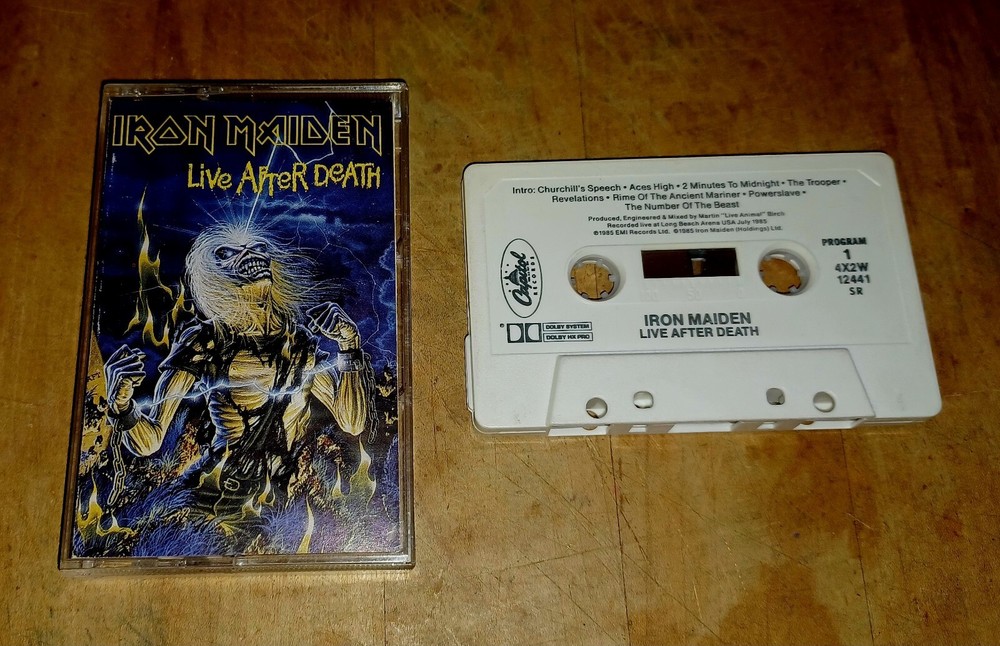 IRON MAIDEN
Live After Death
Intro: Churchill's Speech • Aces High • 2 Minutes To Midnight • The Trooper •
Revelations • Rime Of The Ancient Mariner • Powerslave •
The Number Of The Beast
Produced, Engineered & Mixed by Martin "Live Animal" Birch
Recorded live at Long Beach Arena USA July 1985
℗1985 EMI Records Ltd. ©1985 Iron Maiden (Holdings) Ltd.
Capitol
RECORDS
PROGRAM
1
4X2W
12441
SR
DOLBY SYSTEM
DOLBY HX PRO
IRON MAIDEN
LIVE AFTER DEATH